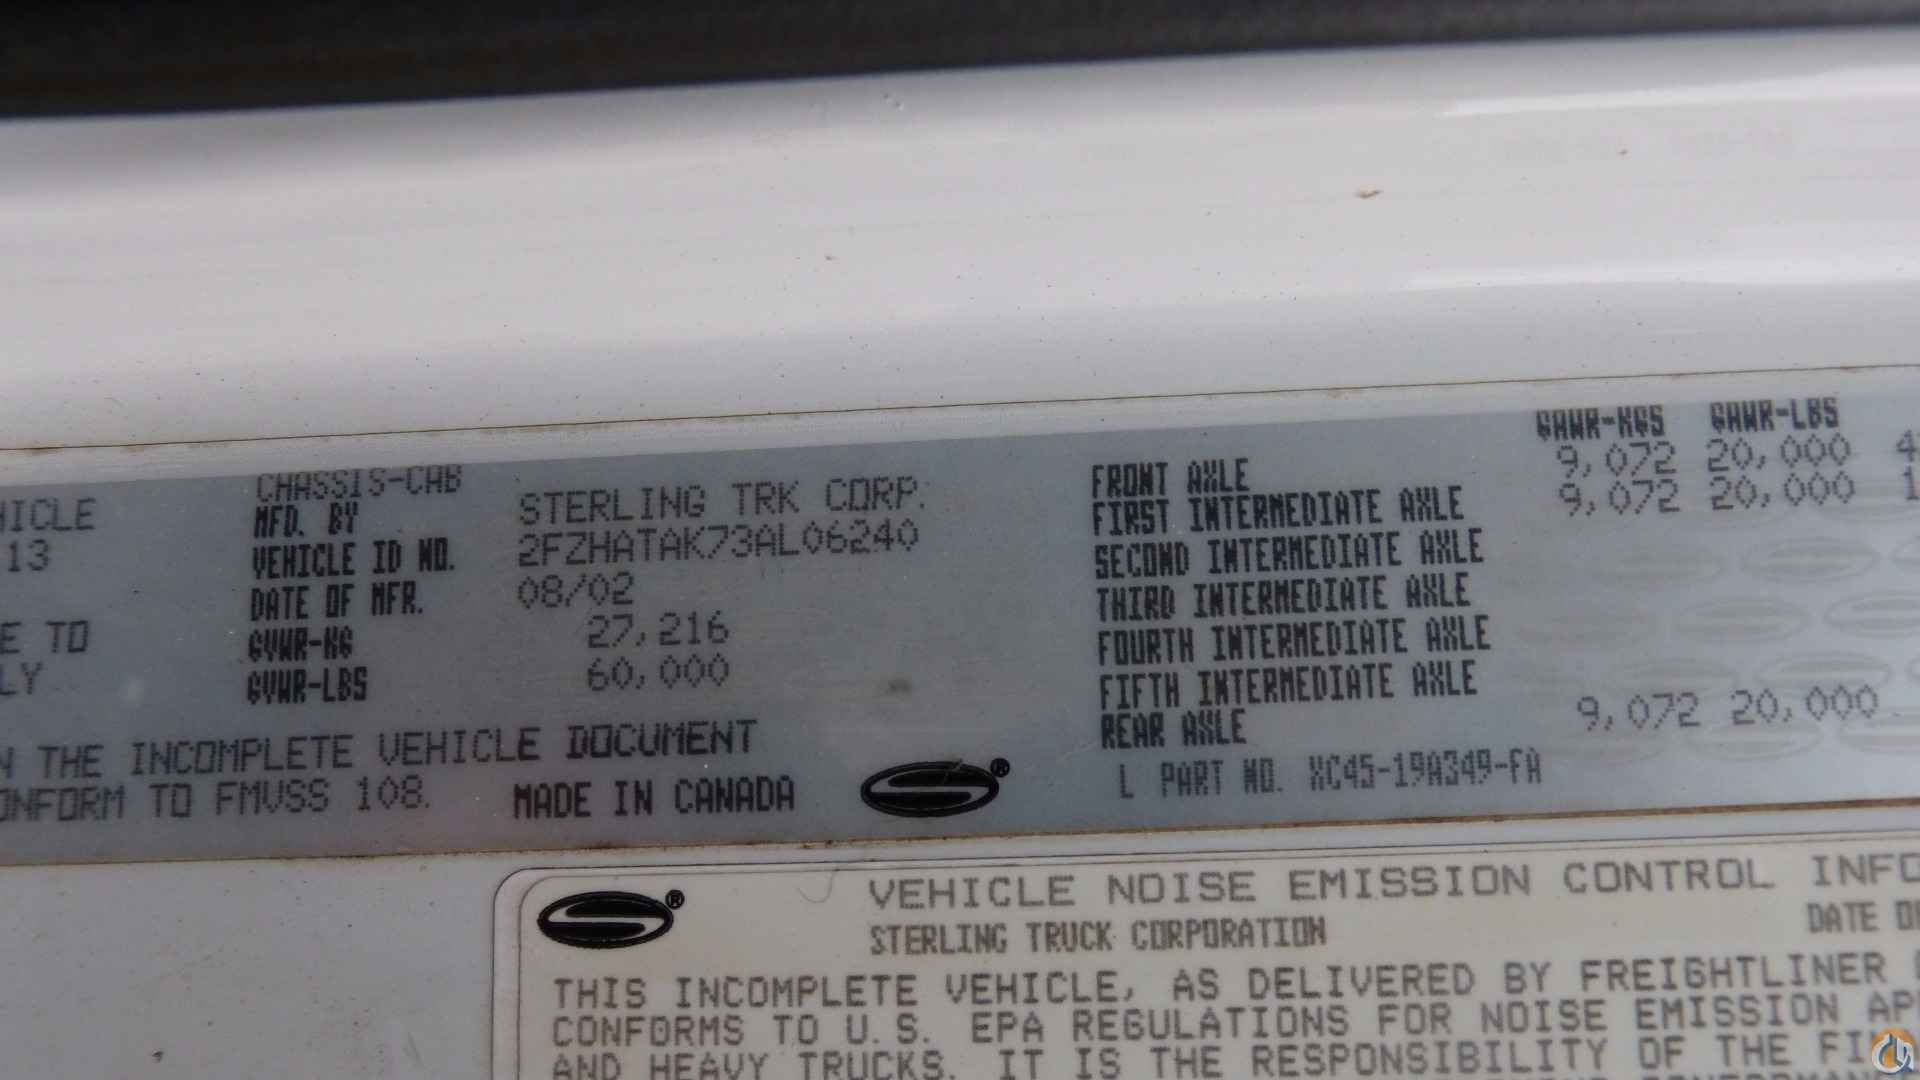 GAWR-KGS GAWR-LBS
CHASSIS-CAB
MFD. BY STERLING TRK CORP.
VEHICLE ID NO. 2FZHATAK73AL06240
DATE OF MFR. 08/02
GVWR-KG 27,216
GVWR-LBS 60,000
13
E TO
LY
THE INCOMPLETE VEHICLE DOCUMENT
TO FMVSS 108.
MADE IN CANADA
FRONT AXLE 9,072 20,000
FIRST INTERMEDIATE AXLE 9,072 20,000
SECOND INTERMEDIATE AXLE
THIRD INTERMEDIATE AXLE
FOURTH INTERMEDIATE AXLE
FIFTH INTERMEDIATE AXLE
REAR AXLE 9,072 20,000
L PART NO. XC45-19A349-FA
VEHICLE NOISE EMISSION CONTROL INFO
STERLING TRUCK CORPORATION
DATE
THIS INCOMPLETE VEHICLE, AS DELIVERED BY FREIGHTLINER
CONFORMS TO U.S. EPA REGULATIONS FOR NOISE EMISSION AP
AND HEAVY TRUCKS. IT IS THE RESPONSIBILITY OF THE FI